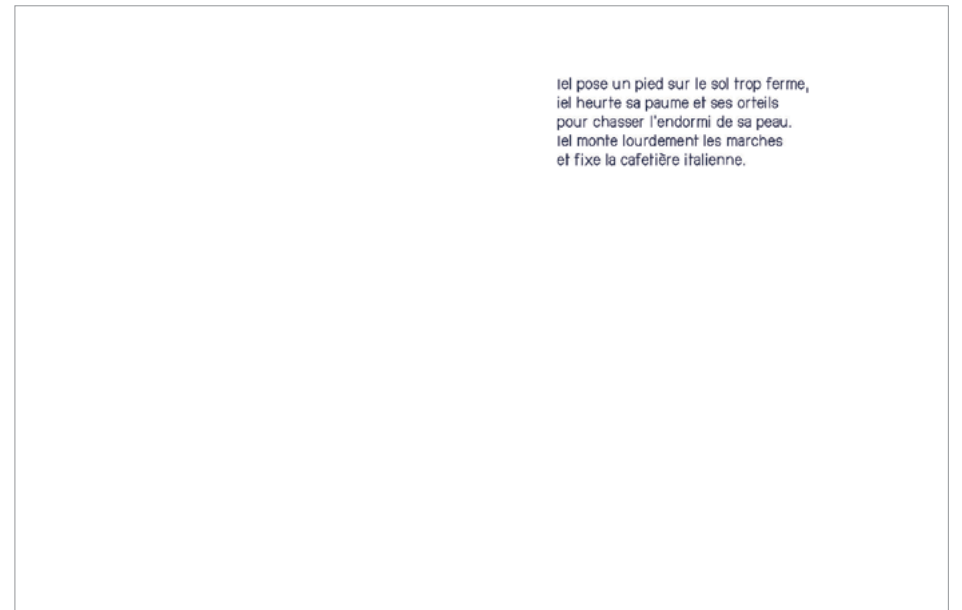 Iel pose un pied sur le sol trop ferme,
iel heurte sa paume et ses orteils
pour chasser l'endormi de sa peau.
Iel monte lourdement les marches
et fixe la cafetière italienne.